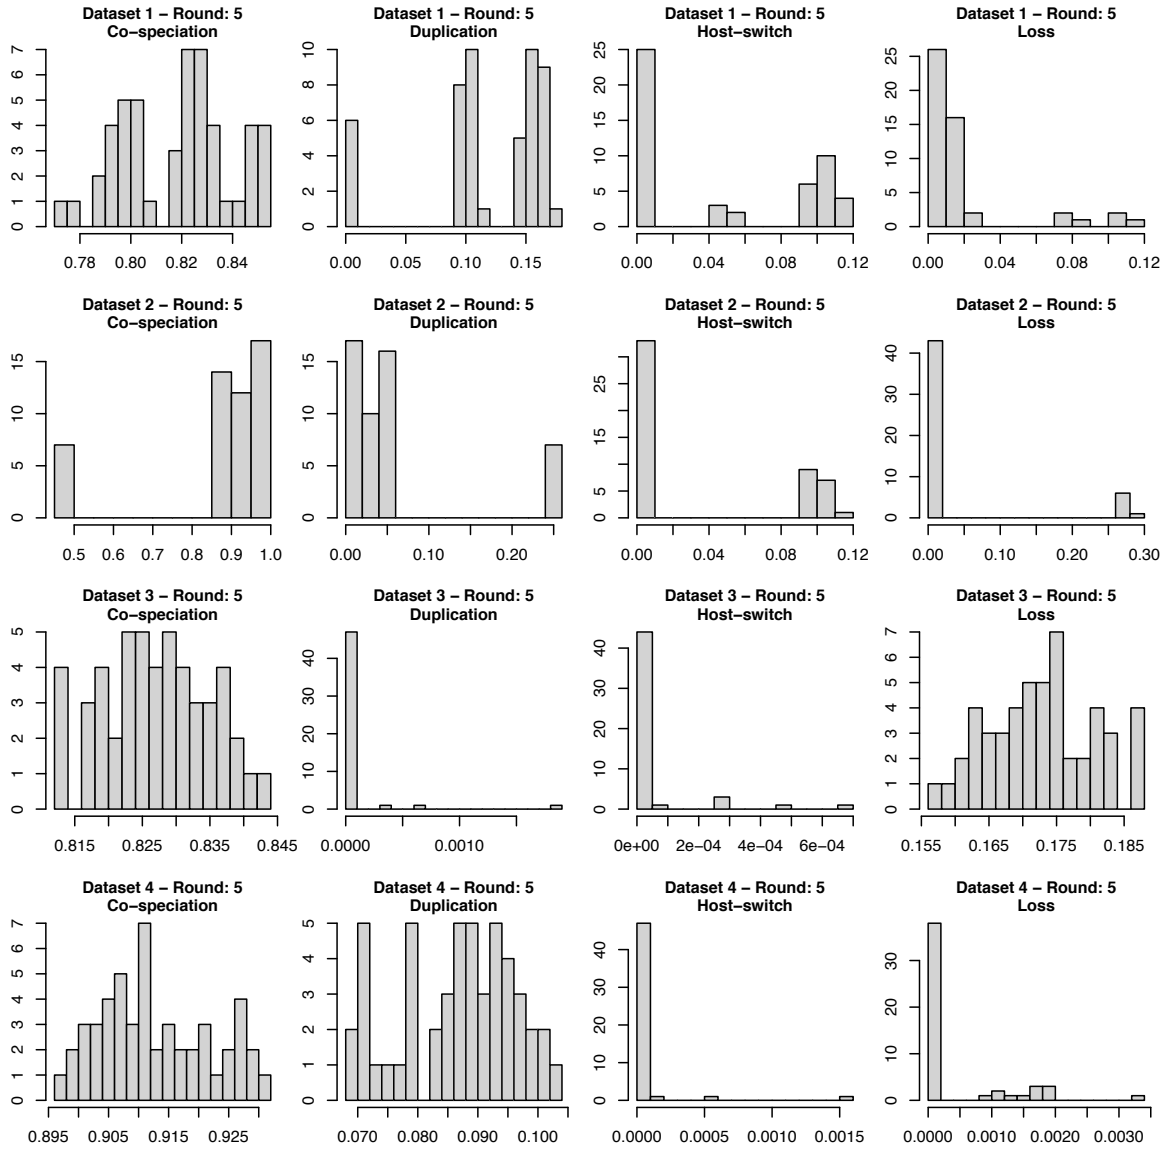 Dataset 1 − Round: 5
Co−speciation
0 1 2 3 4 5 6 7
0.78 0.80 0.82 0.84
Dataset 1 − Round: 5
Duplication
0 2 4 6 8 10
0.00 0.05 0.10 0.15
Dataset 1 − Round: 5
Host−switch
0 5 10 15 20 25
0.00 0.04 0.08 0.12
Dataset 1 − Round: 5
Loss
0 5 10 15 20 25
0.00 0.04 0.08 0.12
Dataset 2 − Round: 5
Co−speciation
0 5 10 15
0.5 0.6 0.7 0.8 0.9 1.0
Dataset 2 − Round: 5
Duplication
0 5 10 15
0.00 0.10 0.20
Dataset 2 − Round: 5
Host−switch
0 5 15 25
0.00 0.04 0.08 0.12
Dataset 2 − Round: 5
Loss
0 10 20 30 40
0.00 0.10 0.20 0.30
Dataset 3 − Round: 5
Co−speciation
0 1 2 3 4 5
0.815 0.825 0.835 0.845
Dataset 3 − Round: 5
Duplication
0 10 20 30 40
0.0000 0.0010
Dataset 3 − Round: 5
Host−switch
0 10 20 30 40
0e+00 2e−04 4e−04 6e−04
Dataset 3 − Round: 5
Loss
0 1 2 3 4 5 6 7
0.155 0.165 0.175 0.185
Dataset 4 − Round: 5
Co−speciation
0 1 2 3 4 5 6 7
0.895 0.905 0.915 0.925
Dataset 4 − Round: 5
Duplication
0 1 2 3 4 5
0.070 0.080 0.090 0.100
Dataset 4 − Round: 5
Host−switch
0 10 20 30 40
0.0000 0.0005 0.0010 0.0015
Dataset 4 − Round: 5
Loss
0 10 20 30
0.0000 0.0010 0.0020 0.0030